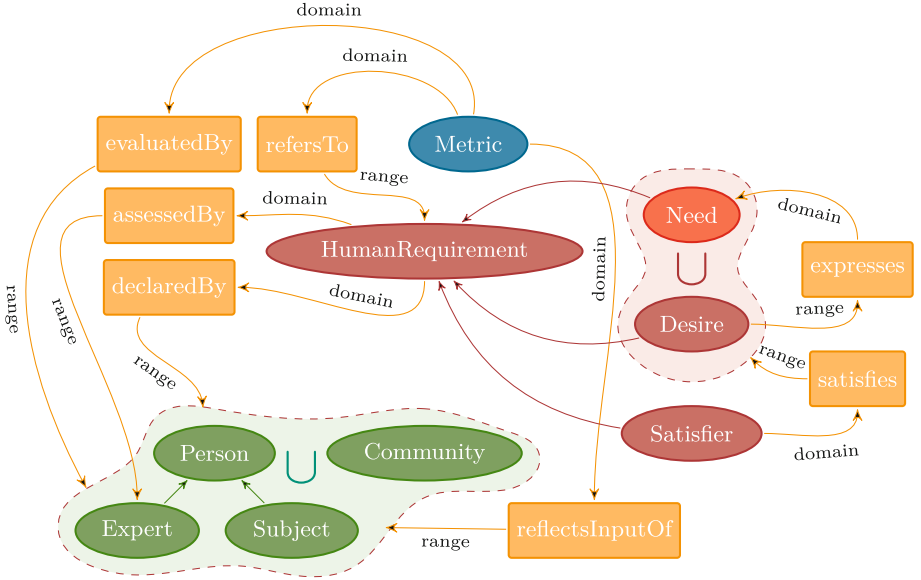 domain
domain
evaluatedBy
refersTo
Metric
range
assessedBy
domain
Need
domain
HumanRequirement
domain
expresses
declaredBy
domain
range
range
range
Desire
range
range
range
satisfies
Satisfier
domain
Person
Community
Expert
Subject
reflectsInputOf
range